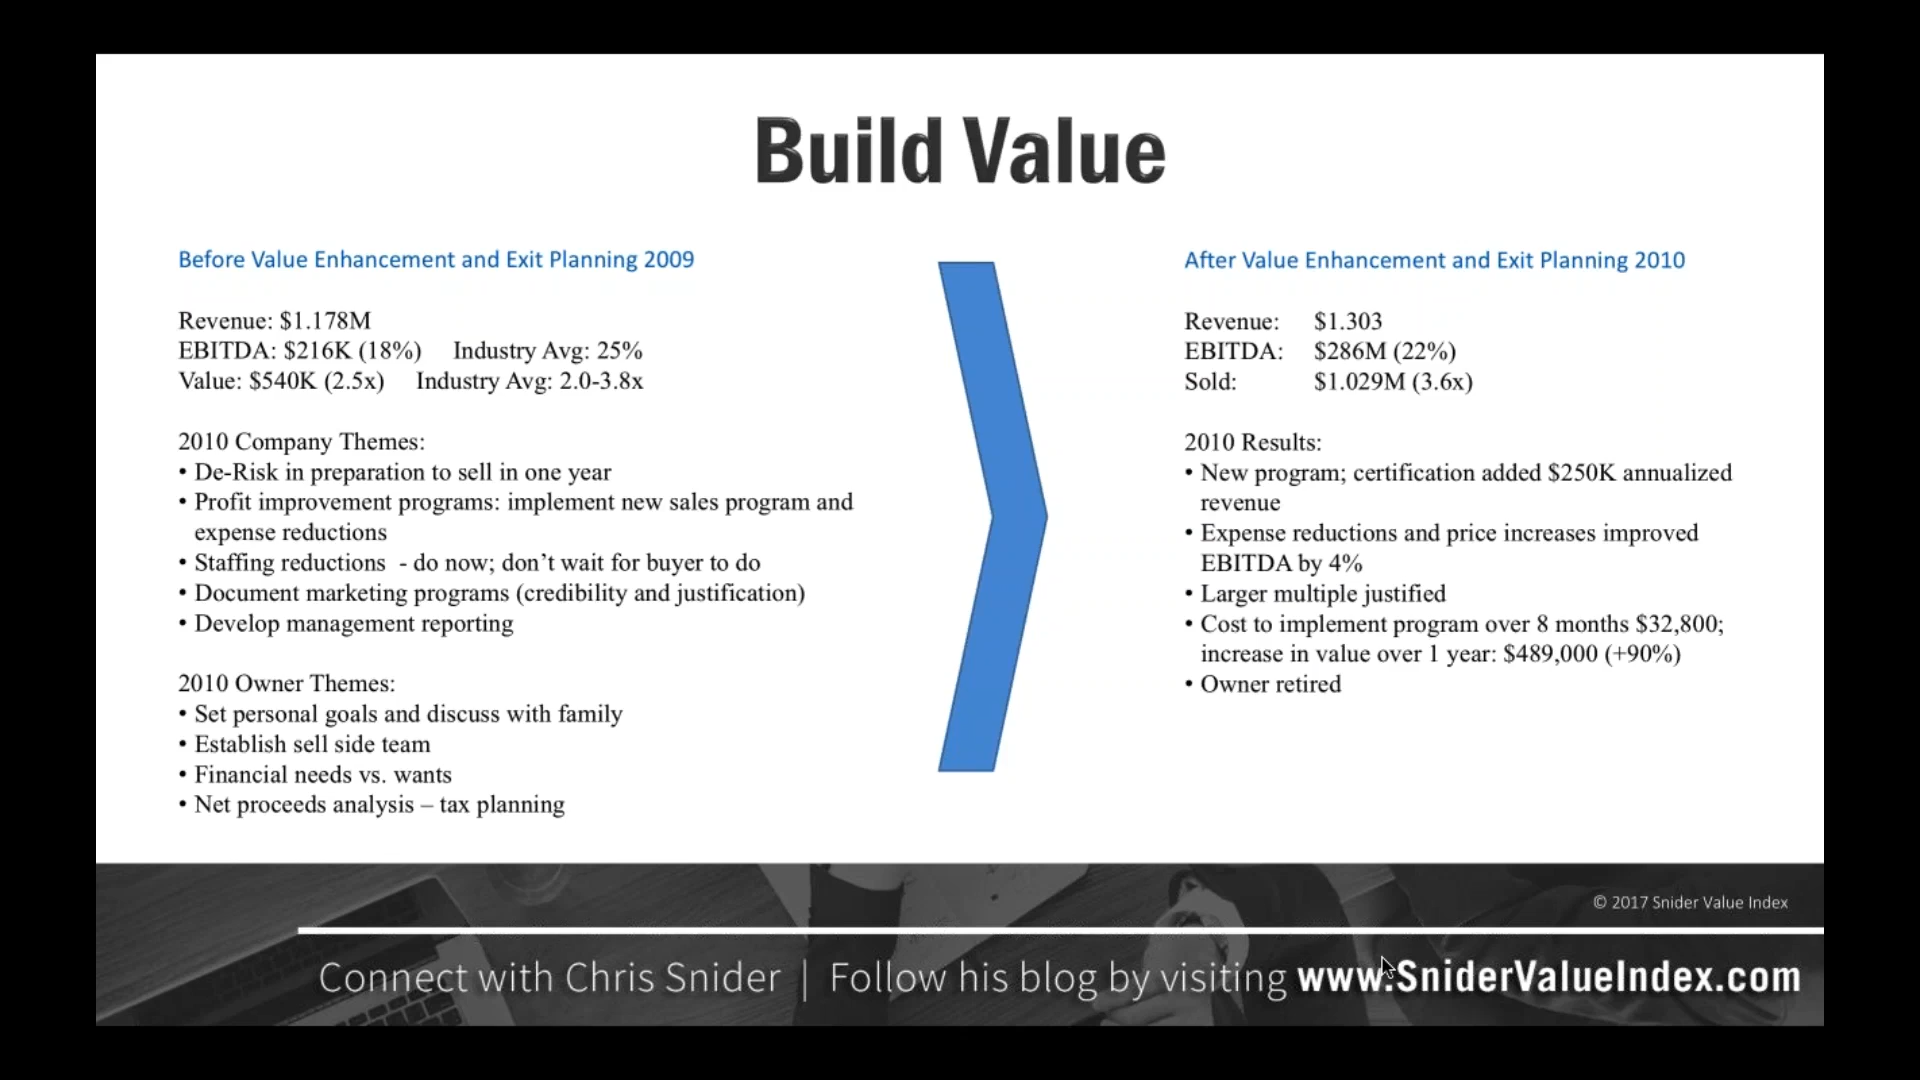 Build Value
Before Value Enhancement and Exit Planning 2009
Revenue: $1.178M
EBITDA: $216K (18%) Industry Avg: 25%
Value: $540K (2.5x) Industry Avg: 2.0-3.8x
2010 Company Themes:
• De-Risk in preparation to sell in one year
• Profit improvement programs: implement new sales program and
expense reductions
• Staffing reductions - do now; don’t wait for buyer to do
• Document marketing programs (credibility and justification)
• Develop management reporting
2010 Owner Themes:
• Set personal goals and discuss with family
• Establish sell side team
• Financial needs vs. wants
• Net proceeds analysis – tax planning
After Value Enhancement and Exit Planning 2010
Revenue: $1.303
EBITDA: $286M (22%)
Sold: $1.029M (3.6x)
2010 Results:
• New program; certification added $250K annualized
revenue
• Expense reductions and price increases improved
EBITDA by 4%
• Larger multiple justified
• Cost to implement program over 8 months $32,800;
increase in value over 1 year: $489,000 (+90%)
• Owner retired
© 2017 Snider Value Index
Connect with Chris Snider | Follow his blog by visiting www.SniderValueIndex.com